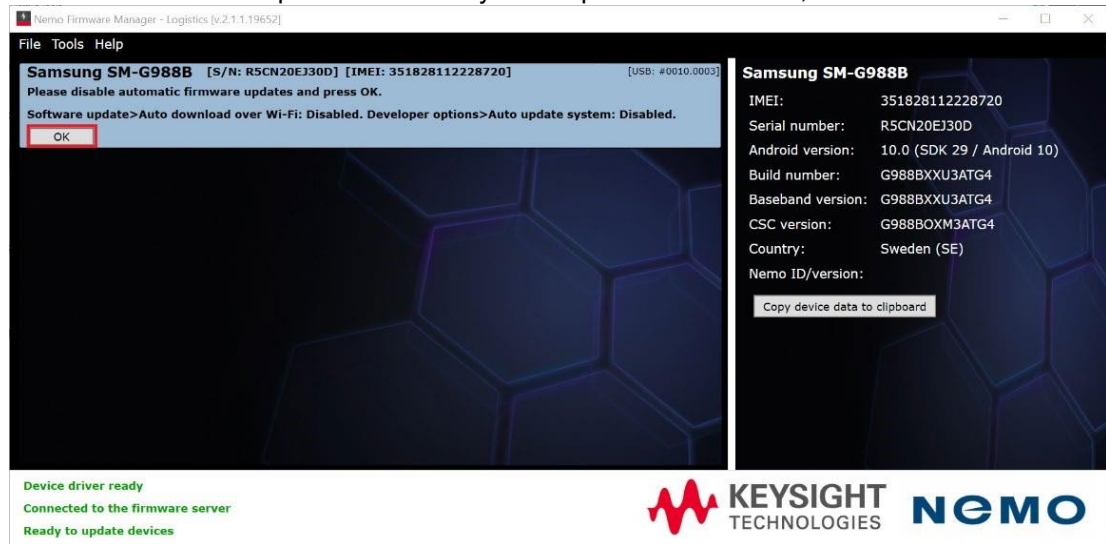 Nemo Firmware Manager - Logistics [v.2.1.1.19652]
File Tools Help
Samsung SM-G988B [S/N: R5CN20EJ30D] [IMEI: 351828112228720] [USB: #0010.0003]
Please disable automatic firmware updates and press OK.
Software update>Auto download over Wi-Fi: Disabled. Developer options>Auto update system: Disabled.
OK
Samsung SM-G988B
IMEI: 351828112228720
Serial number: R5CN20EJ30D
Android version: 10.0 (SDK 29 / Android 10)
Build number: G988BXXU3ATG4
Baseband version: G988BXXU3ATG4
CSC version: G988BOXM3ATG4
Country: Sweden (SE)
Nemo ID/version:
Copy device data to clipboard
Device driver ready
Connected to the firmware server
Ready to update devices
KEYSIGHT
TECHNOLOGIES
NEMO